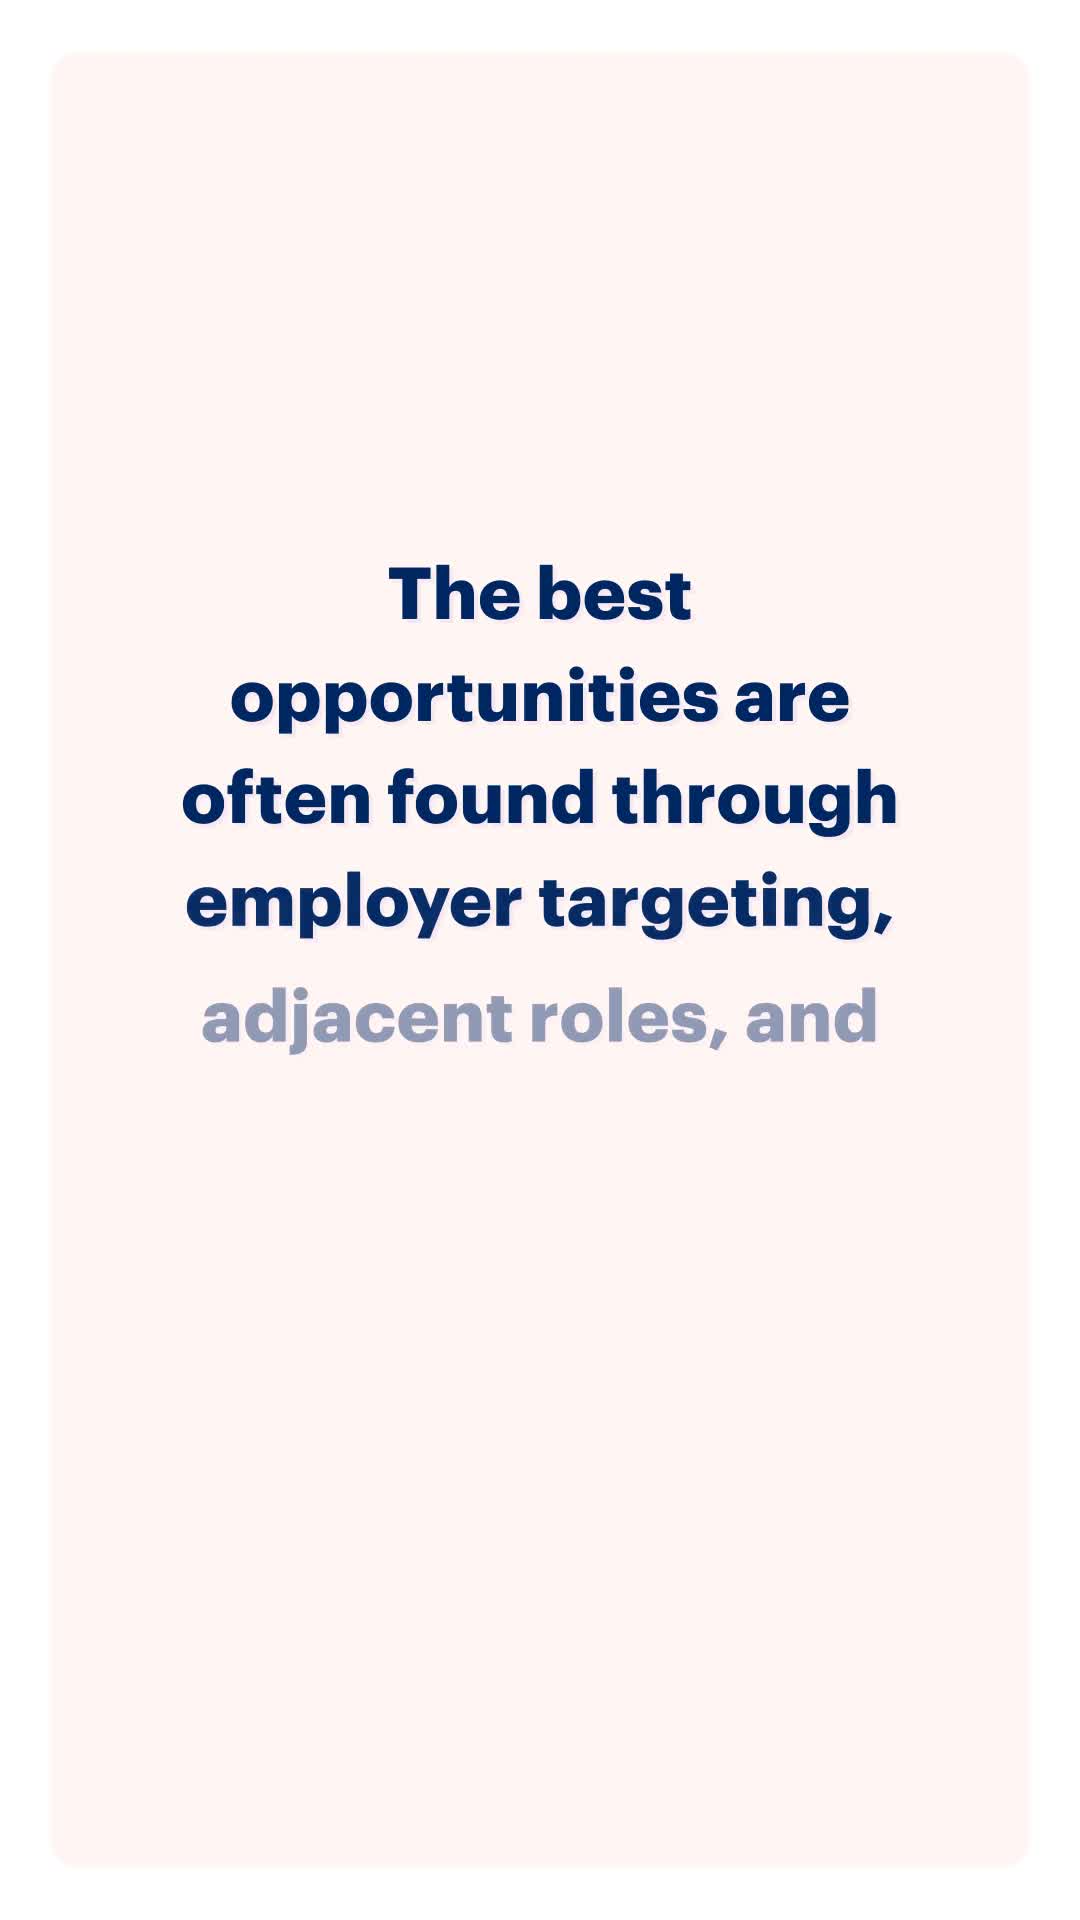 The best
opportunities are
often found through
employer targeting,
adjacent roles, and